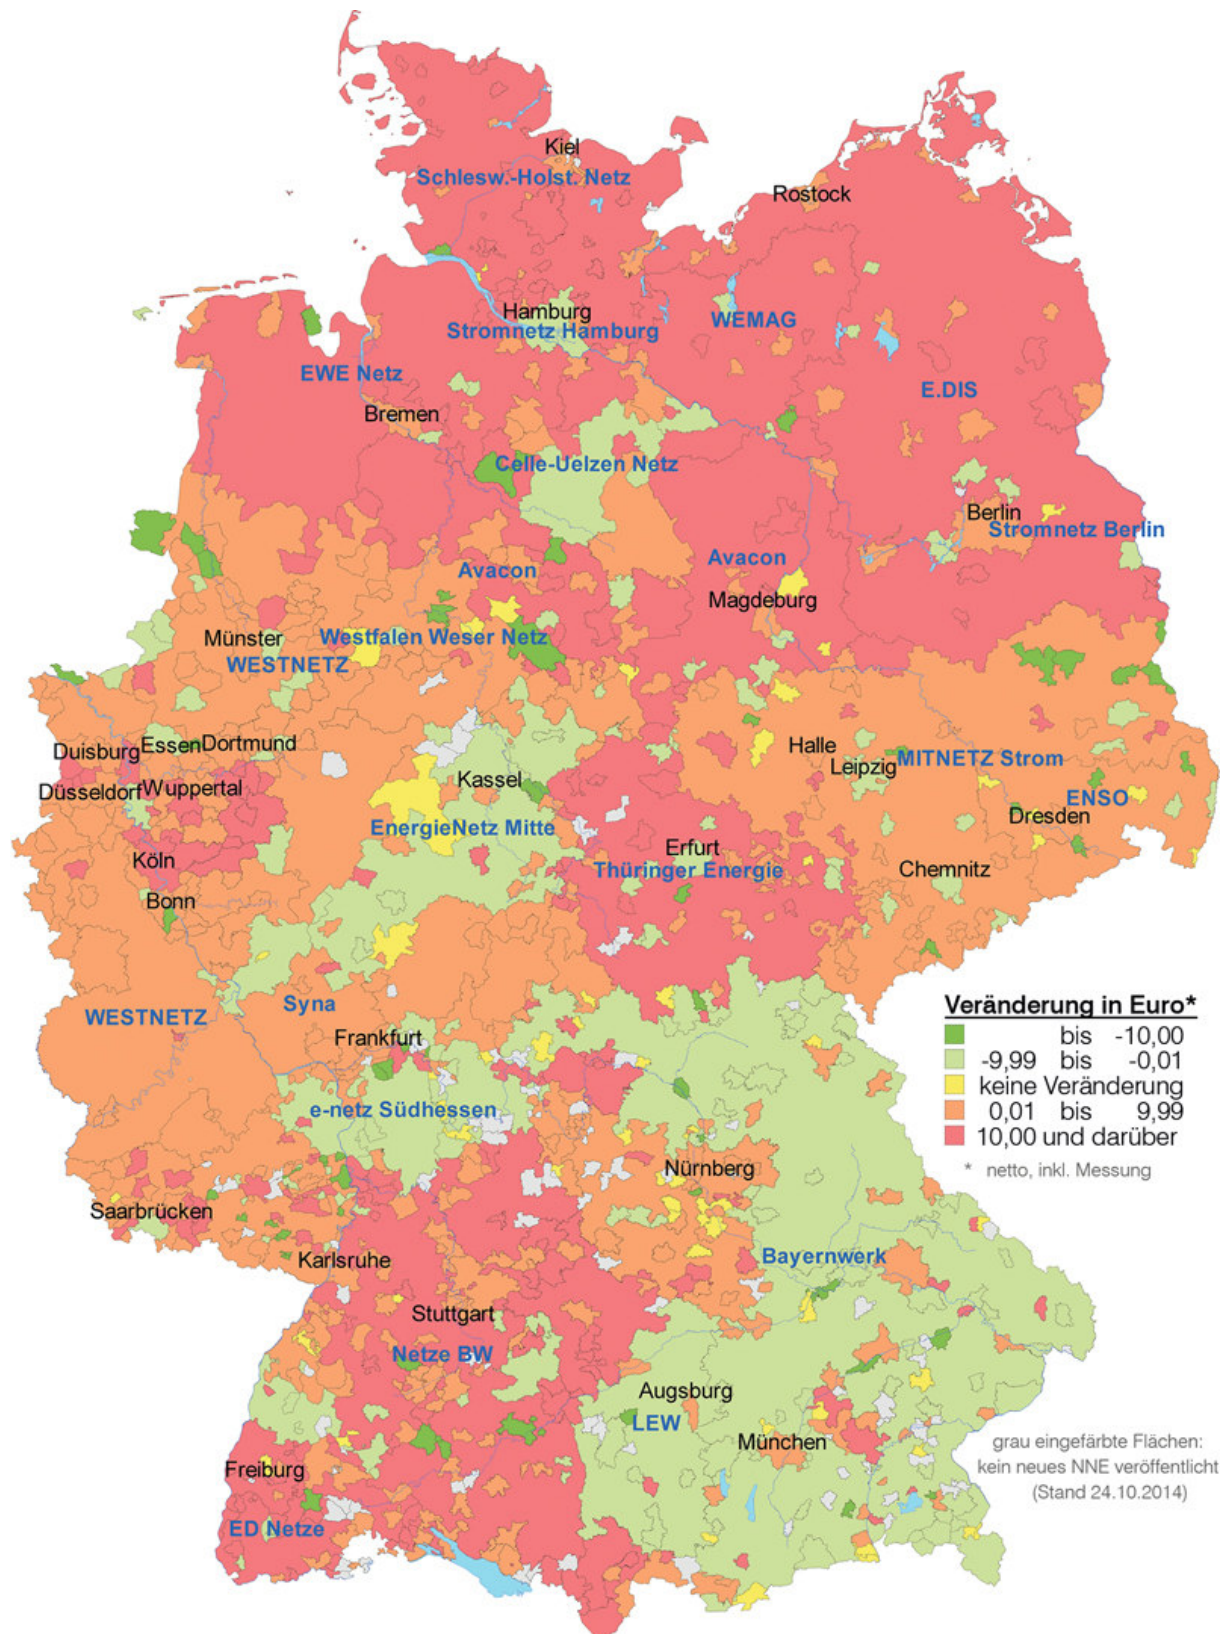 Kiel
Schlesw.-Holst. Netz
Rostock
Hamburg
Stromnetz Hamburg
WEMAG
EWE Netz
E.DIS
Bremen
Celle-Uelzen Netz
Berlin
Stromnetz Berlin
Avacon
Avacon
Magdeburg
Münster
Westfalen Weser Netz
WESTNETZ
Duisburg
Essen
Dortmund
Halle
MITNETZ Strom
Leipzig
Kassel
Düsseldorf
Wuppertal
ENSO
Dresden
EnergieNetz Mitte
Erfurt
Köln
Thüringer Energie
Chemnitz
Bonn
Syna
WESTNETZ
Frankfurt
Veränderung in Euro*
bis -10,00
-9,99 bis -0,01
keine Veränderung
0,01 bis 9,99
10,00 und darüber
* netto, inkl. Messung
e-netz Südhessen
Nürnberg
Saarbrücken
Karlsruhe
Bayernwerk
Stuttgart
Netze BW
Augsburg
LEW
München
grau eingefärbte Flächen:
kein neues NNE veröffentlicht
(Stand 24.10.2014)
Freiburg
ED Netze